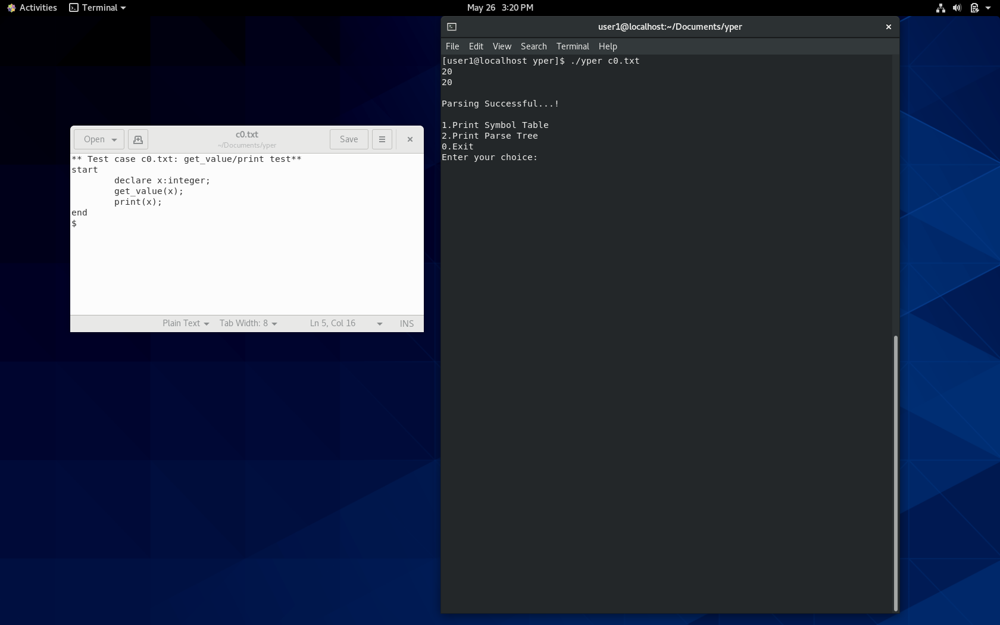 Activities Terminal May 26 3:20 PM
Open c0.txt Save
~/Documents/yper
** Test case c0.txt: get_value/print test**
start
declare x:integer;
get_value(x);
print(x);
end
$
Plain Text Tab Width: 8 Ln 5, Col 16 INS
user1@localhost:~/Documents/yper
File Edit View Search Terminal Help
[user1@localhost yper]$ ./yper c0.txt
20
20
Parsing Successful...!
1.Print Symbol Table
2.Print Parse Tree
0.Exit
Enter your choice: